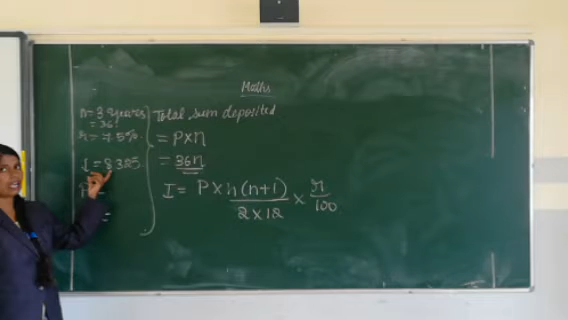 Maths
n = 3 years
= 36
r = 7.5%
I = 8325
P =
=
Total sum deposited
= P×n
= 36n
I = P × n(n+1) / 2×12 × r/100